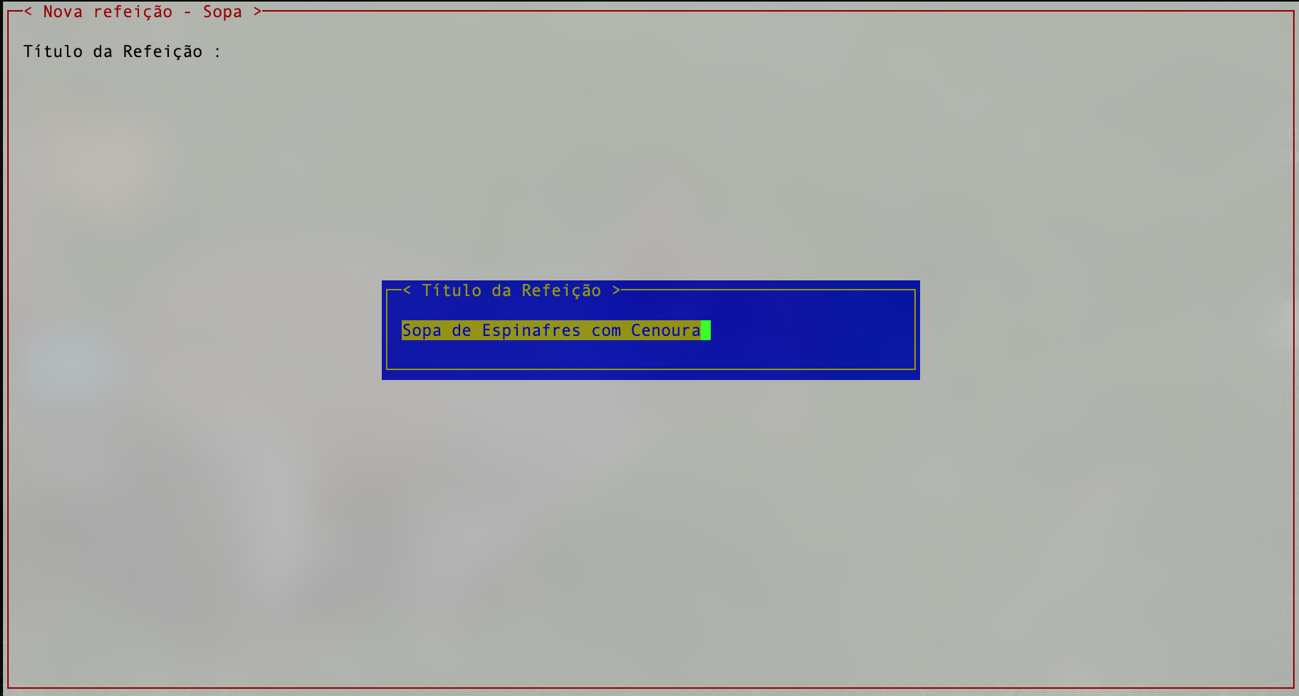 < Nova refeição - Sopa >
Título da Refeição :
< Título da Refeição >
Sopa de Espinafres com Cenoura